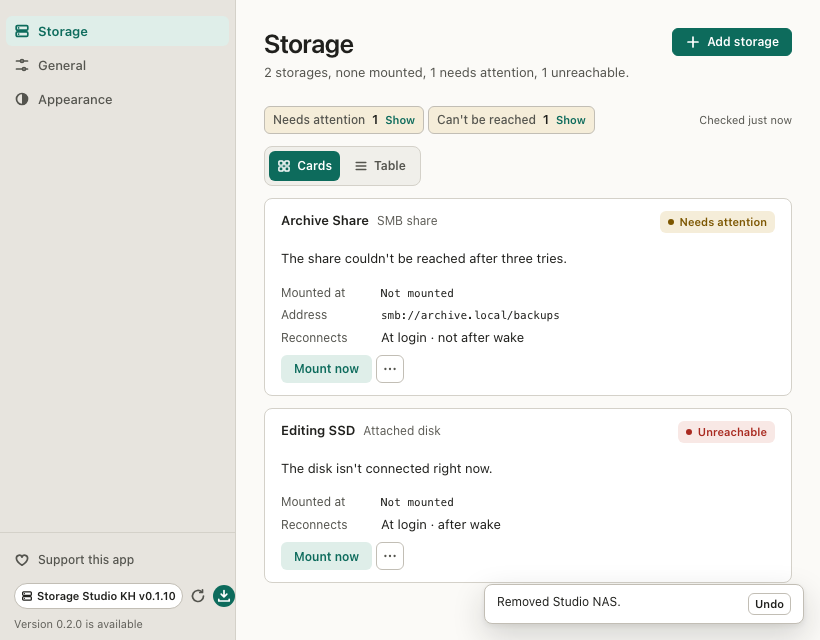 Storage
General
Appearance
Support this app
Storage Studio KH v0.1.10
Version 0.2.0 is available
Storage
Add storage
2 storages, none mounted, 1 needs attention, 1 unreachable.
Needs attention 1 Show
Can't be reached 1 Show
Checked just now
Cards
Table
Archive Share SMB share
Needs attention
The share couldn't be reached after three tries.
Mounted at Not mounted
Address smb://archive.local/backups
Reconnects At login · not after wake
Mount now
Editing SSD Attached disk
Unreachable
The disk isn't connected right now.
Mounted at Not mounted
Reconnects At login · after wake
Mount now
Removed Studio NAS.
Undo